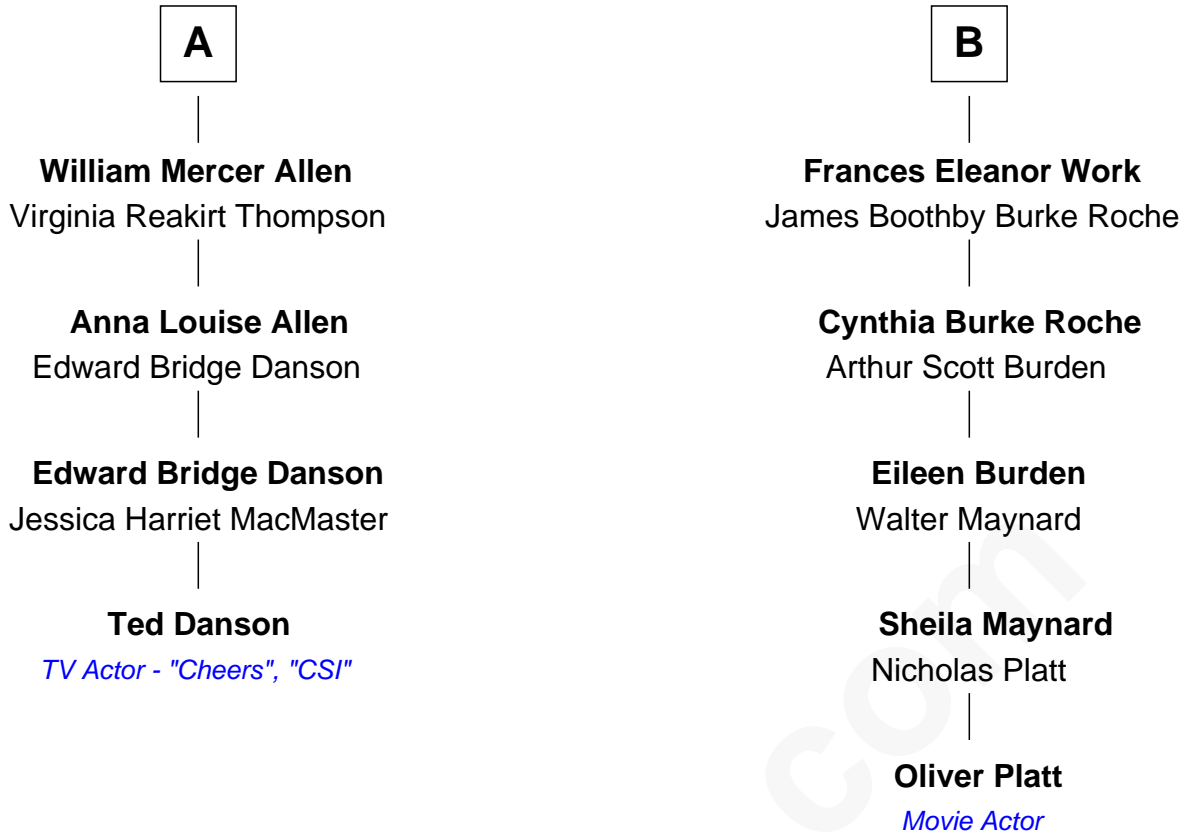 A
William Mercer Allen
Virginia Reakirt Thompson
Anna Louise Allen
Edward Bridge Danson
Edward Bridge Danson
Jessica Harriet MacMaster
Ted Danson
TV Actor - "Cheers", "CSI"
B
Frances Eleanor Work
James Boothby Burke Roche
Cynthia Burke Roche
Arthur Scott Burden
Eileen Burden
Walter Maynard
Sheila Maynard
Nicholas Platt
Oliver Platt
Movie Actor
com